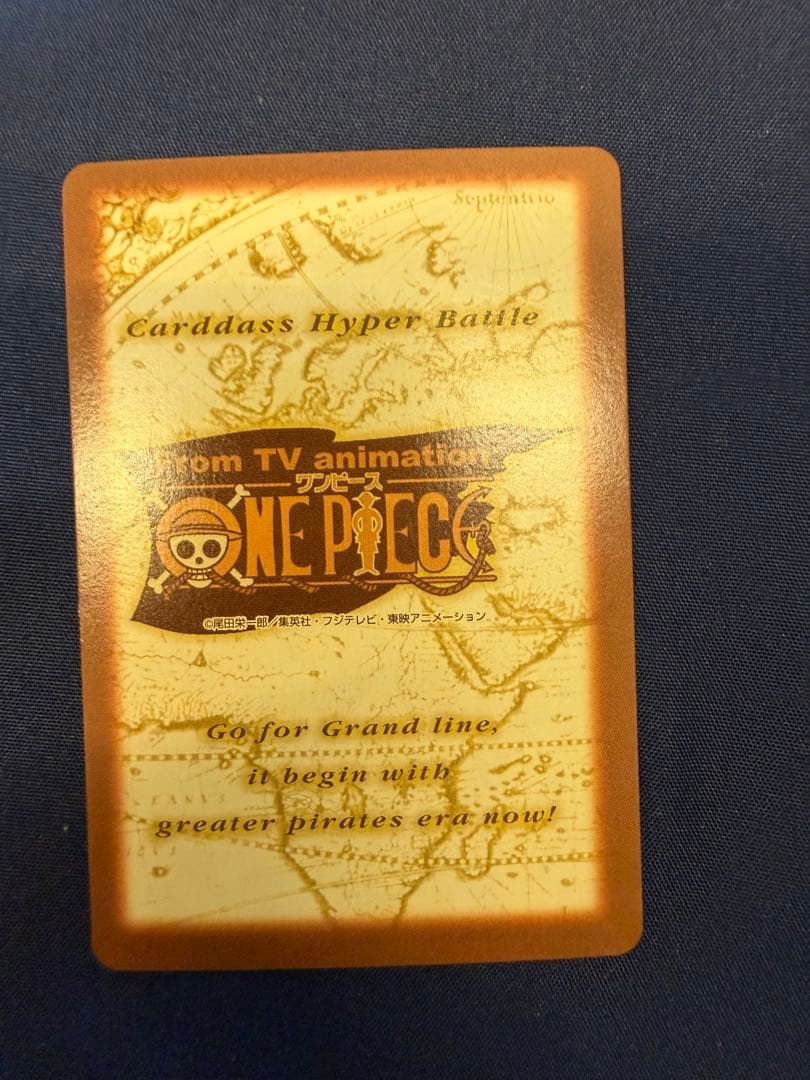 Septentrio
Carddass Hyper Battle
From TV animation
ワンピース
ONE PIECE
©尾田栄一郎／集英社・フジテレビ・東映アニメーション
Go for Grand line,
it begin with
greater pirates era now!